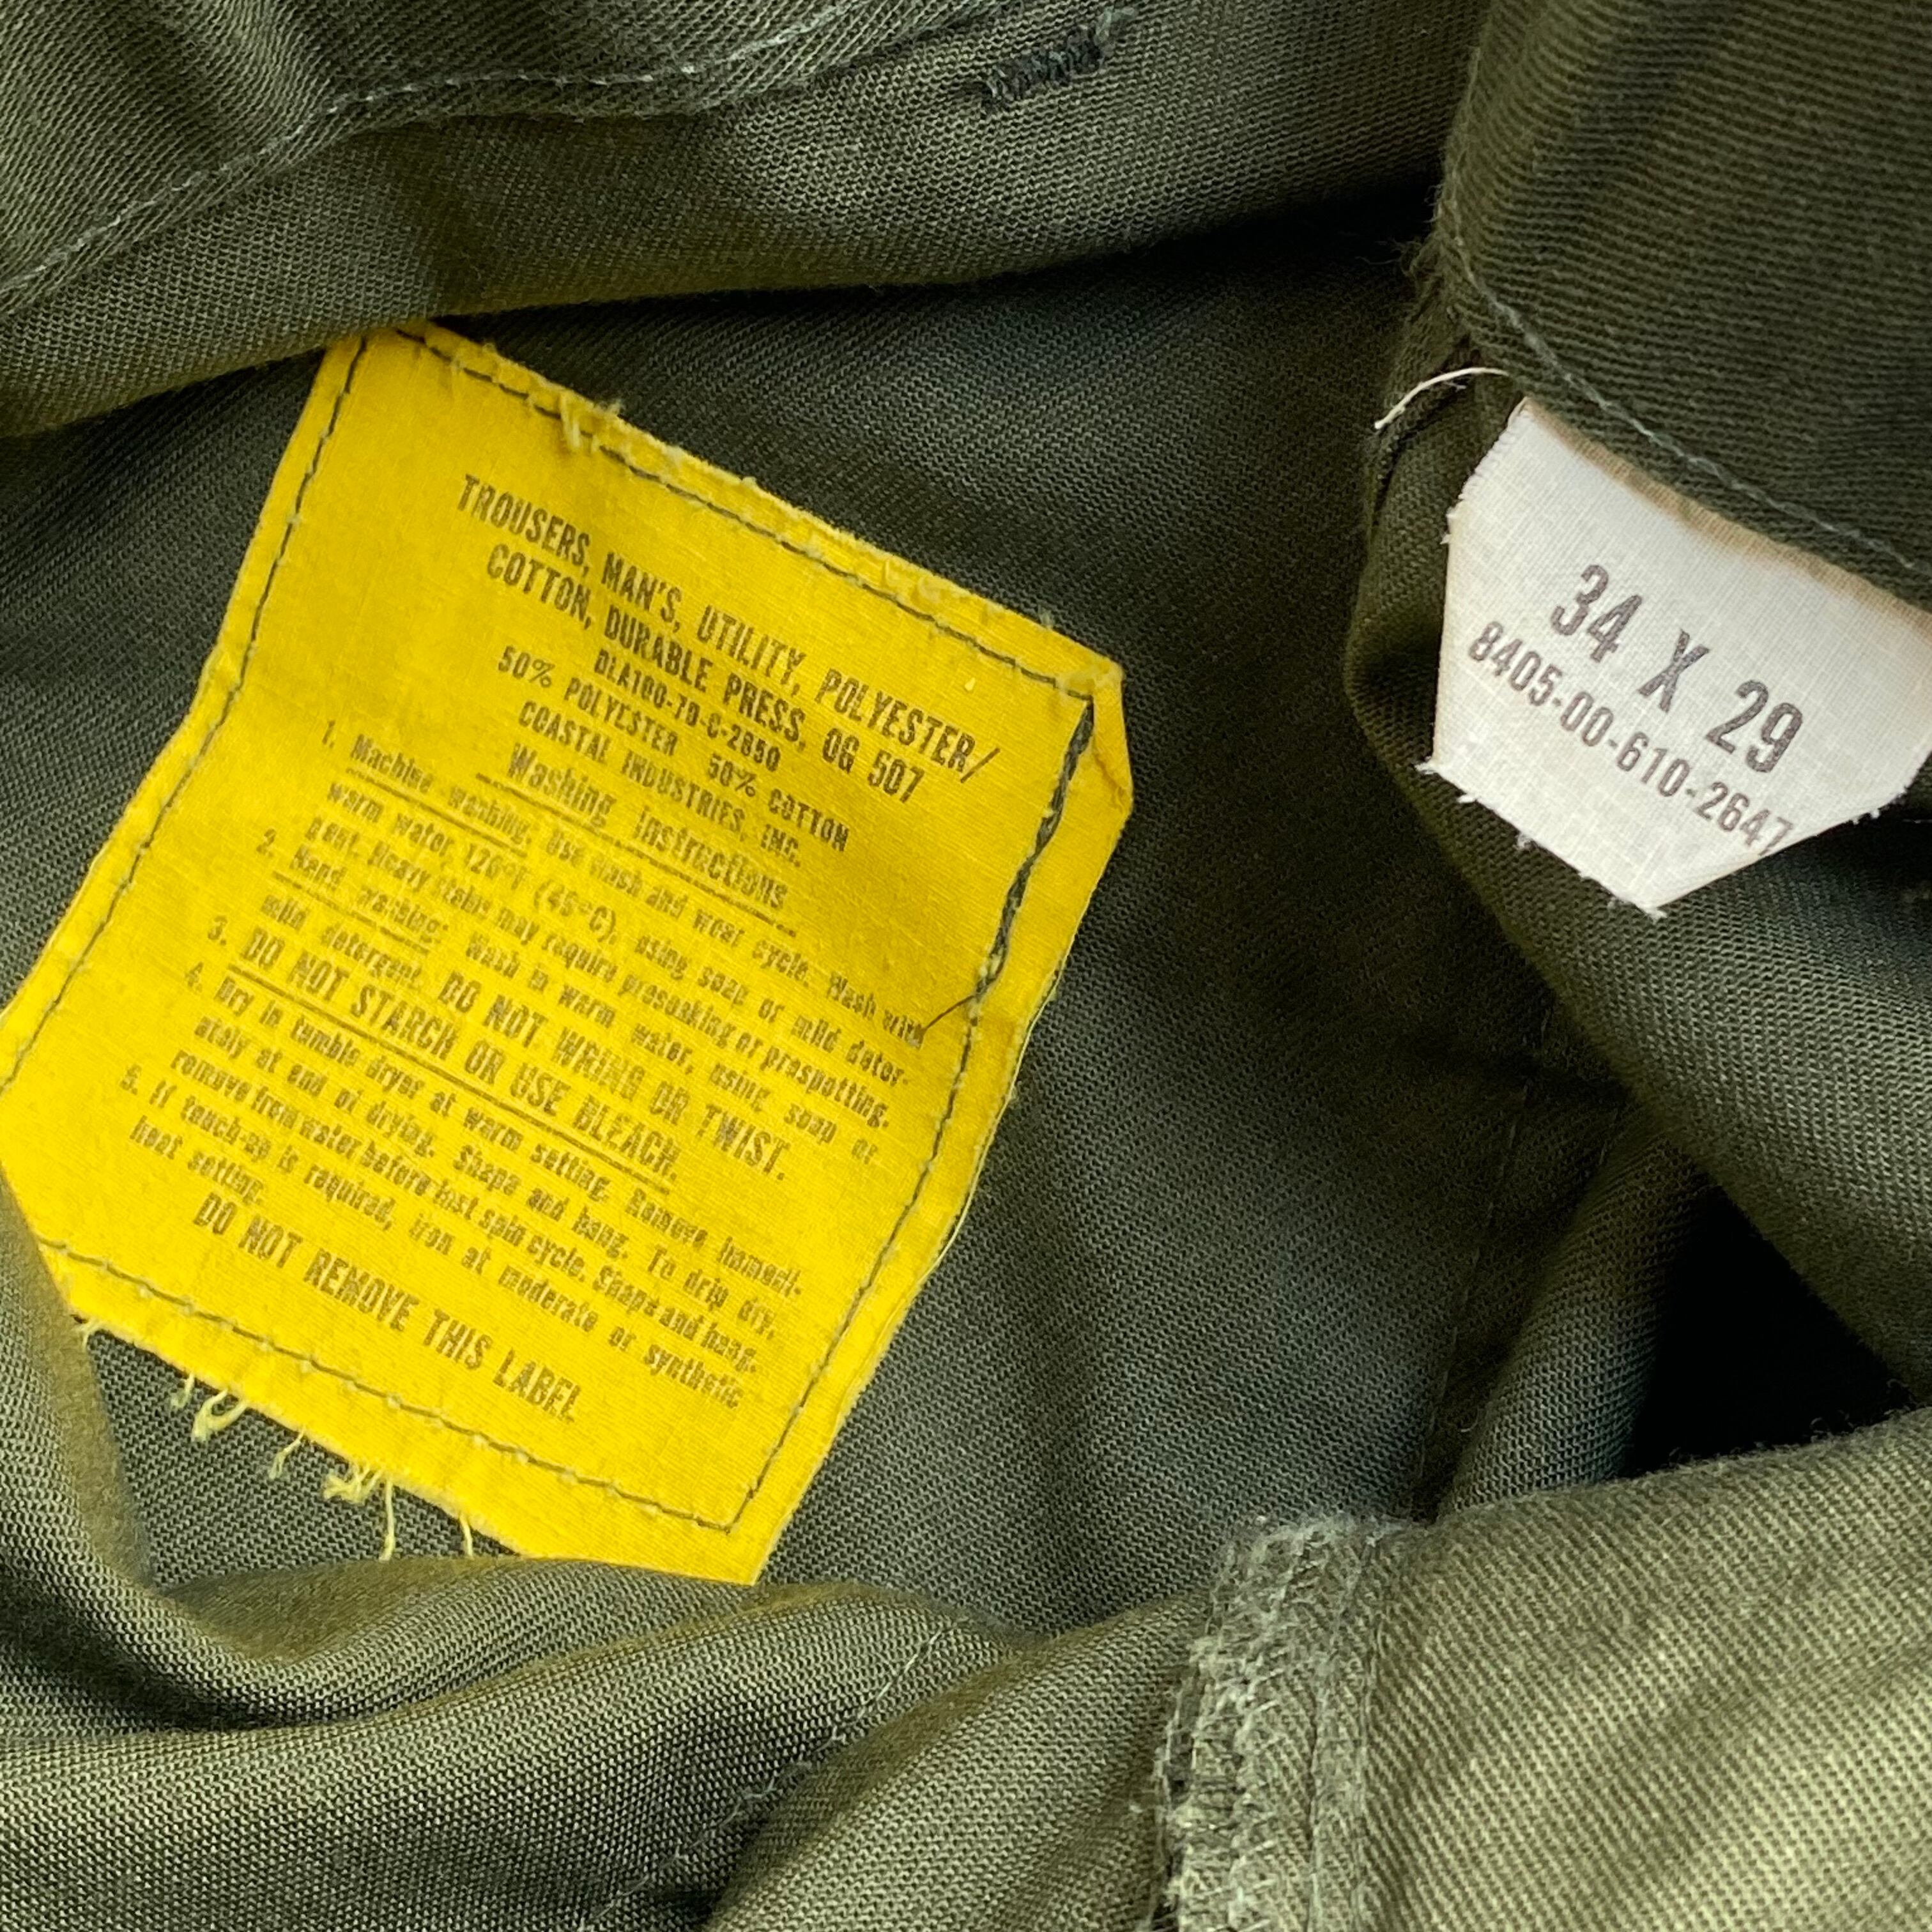 TROUSERS, MAN'S, UTILITY, POLYESTER/
COTTON, DURABLE PRESS, OG 507
DLA100-79-C-2850
50% POLYESTER 50% COTTON
COASTAL INDUSTRIES, INC.
Washing Instructions
1. Machine washing: Use wash and wear cycle. Wash with
warm water, 120°F (49°C), using soap or mild deter-
gent. Heavy stains may require presoaking or prespotting.
2. Hand washing: Wash in warm water, using soap or
mild detergent. DO NOT WRING OR TWIST.
3. DO NOT STARCH OR USE BLEACH.
4. Dry in tumble dryer at warm setting. Remove immedi-
ately at end of drying. Shape and hang. To drip dry,
remove from water before last spin cycle. Shape and hang.
5. If touch-up is required, iron at moderate or synthetic
heat setting.
DO NOT REMOVE THIS LABEL
34 X 29
8405-00-610-2647